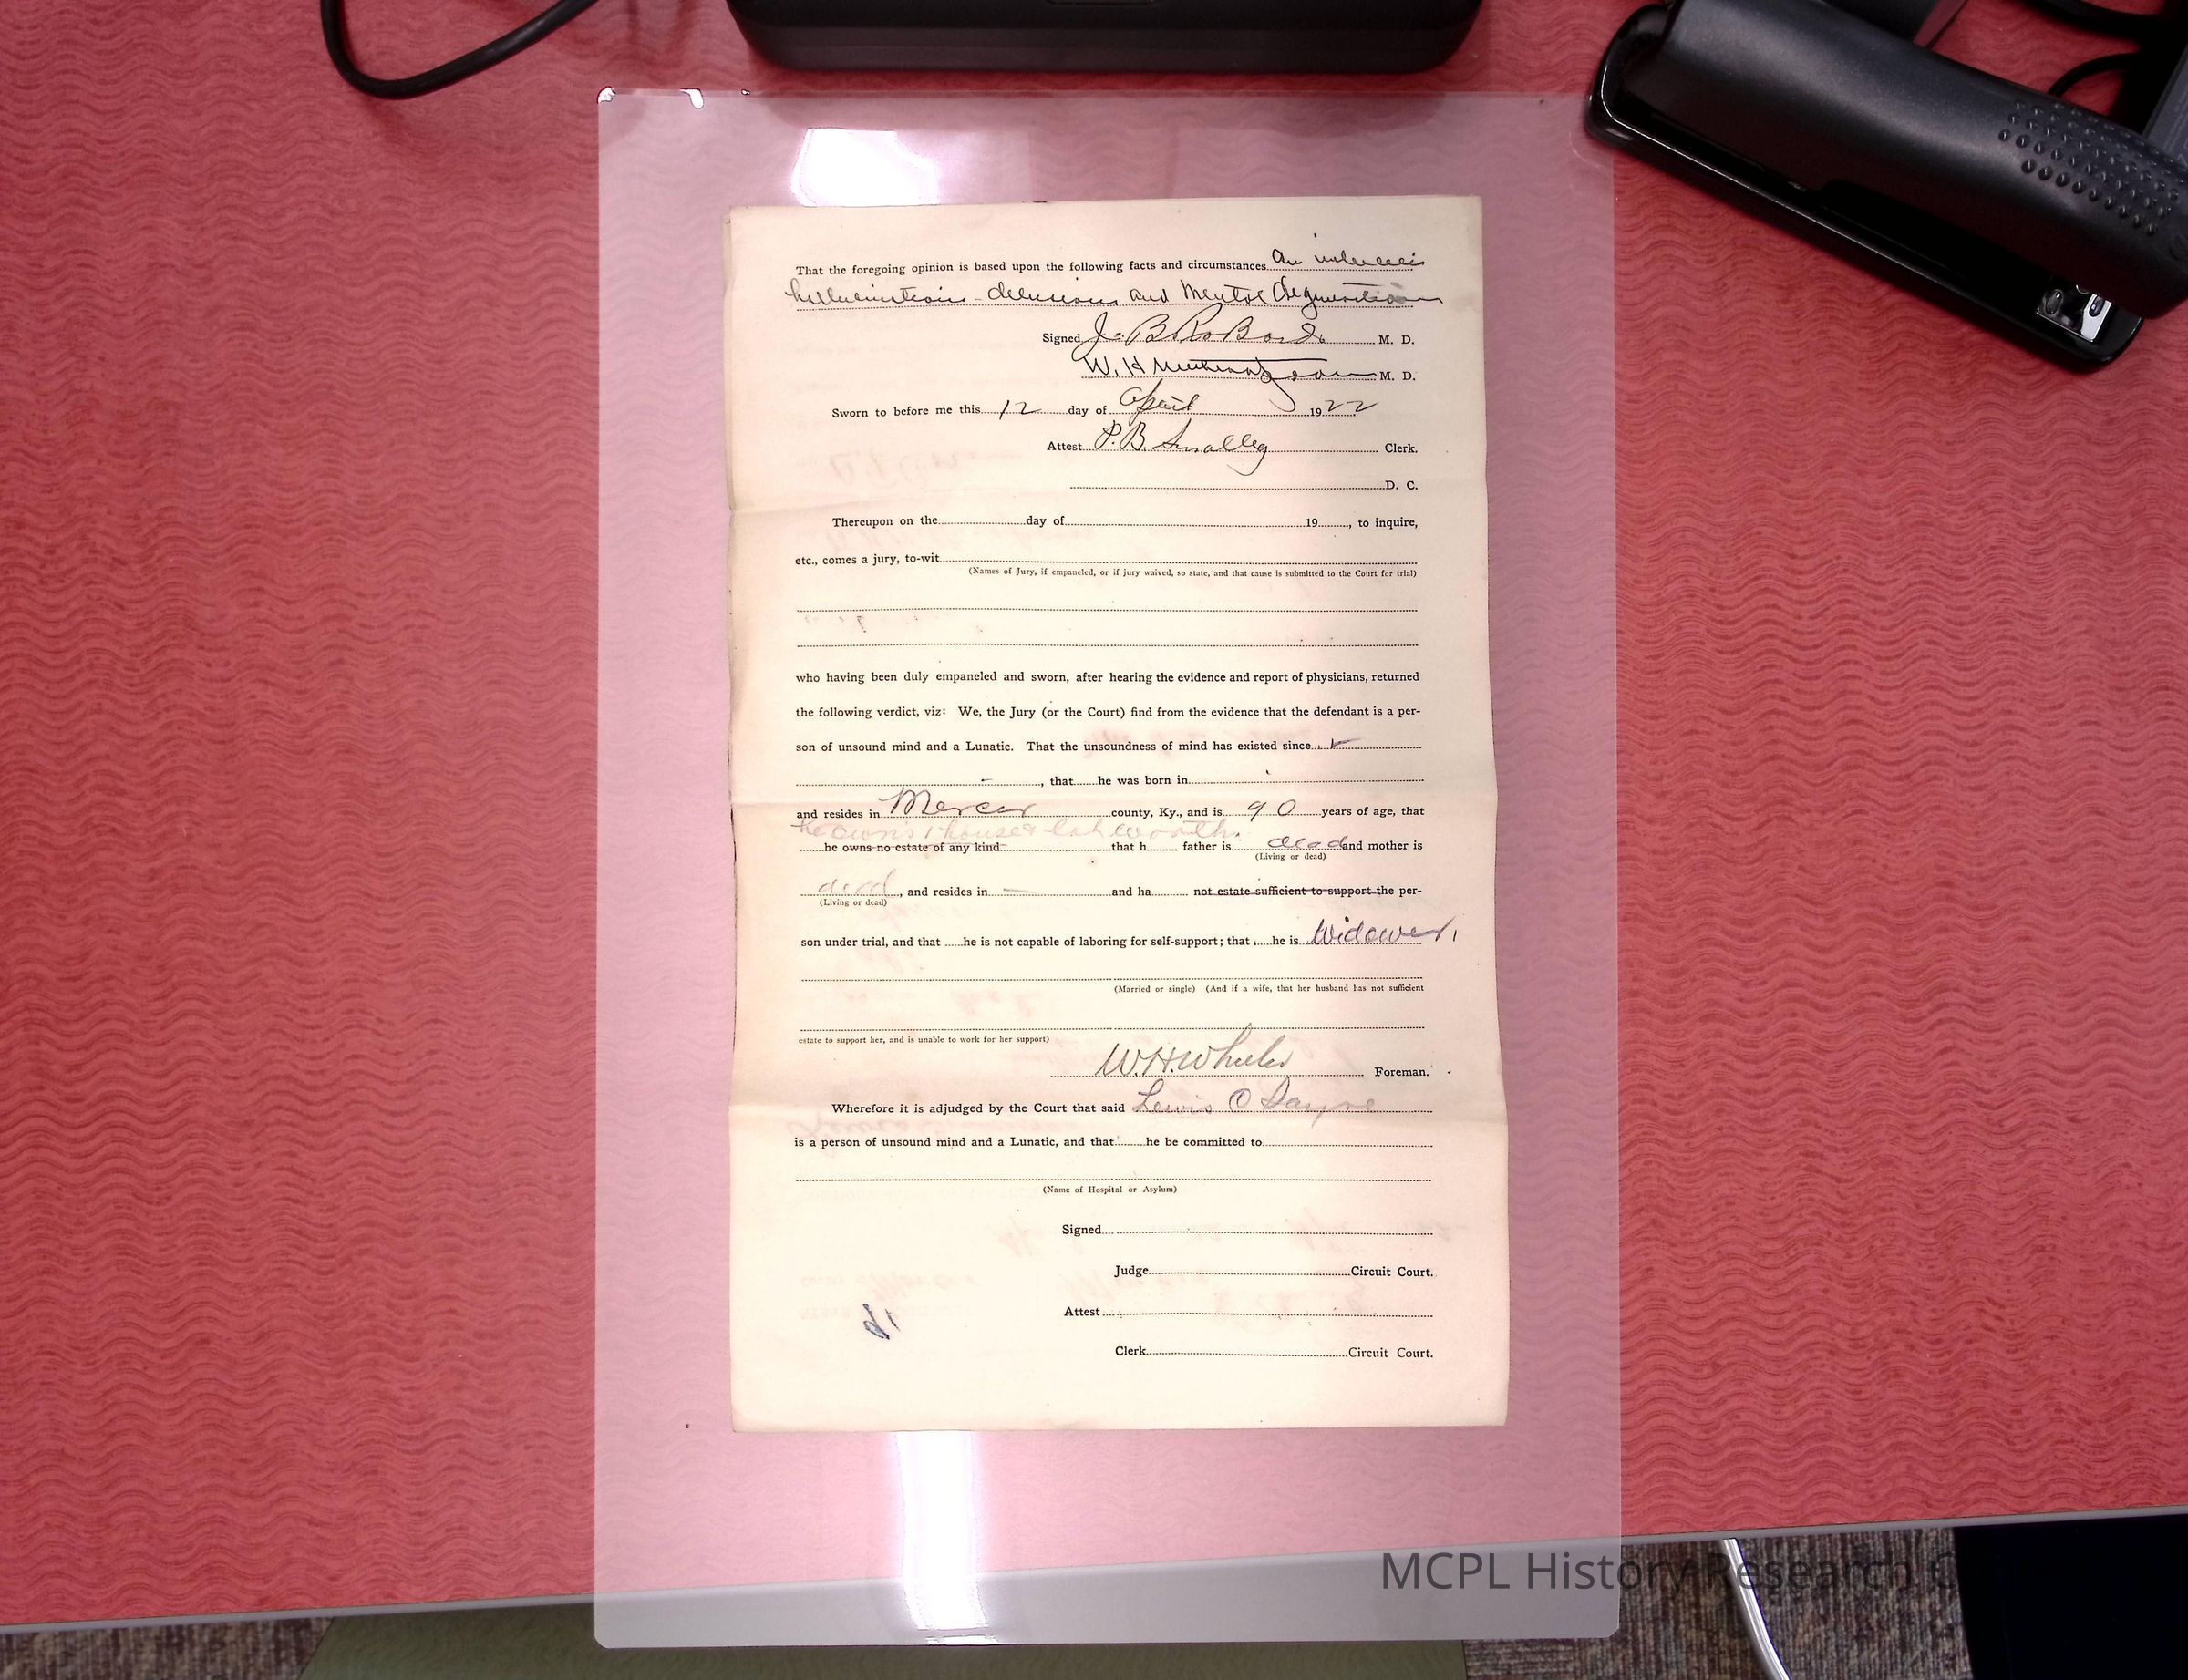 That the foregoing opinion is based upon the following facts and circumstances An
hallucinations - delusions and Mental Degeneration
Signed J. B. RoBards M. D.
W. H M. D.
Sworn to before me this 12 day of April 1922
Attest P. B. Smalley Clerk.
D. C.
Thereupon on the day of 19, to inquire,
etc., comes a jury, to-wit
(Names of Jury, if empaneled, or if jury waived, so state, and that cause is submitted to the Court for trial)
who having been duly empaneled and sworn, after hearing the evidence and report of physicians, returned
the following verdict, viz: We, the Jury (or the Court) find from the evidence that the defendant is a per-
son of unsound mind and a Lunatic. That the unsoundness of mind has existed since
, that he was born in
and resides in Mercer county, Ky., and is 90 years of age, that
he owns 1 house & lot worth.
he owns no estate of any kind that h father is dead and mother is
(Living or dead)
dead, and resides in — and ha not estate sufficient to support the per-
(Living or dead)
son under trial, and that he is not capable of laboring for self-support; that he is Widower,
(Married or single) (And if a wife, that her husband has not sufficient
estate to support her, and is unable to work for her support)
W. H. Wheeler Foreman.
Wherefore it is adjudged by the Court that said Lewis C Sayre
is a person of unsound mind and a Lunatic, and that he be committed to
(Name of Hospital or Asylum)
Signed
Judge Circuit Court.
Attest
Clerk Circuit Court.
MCPL History Research C